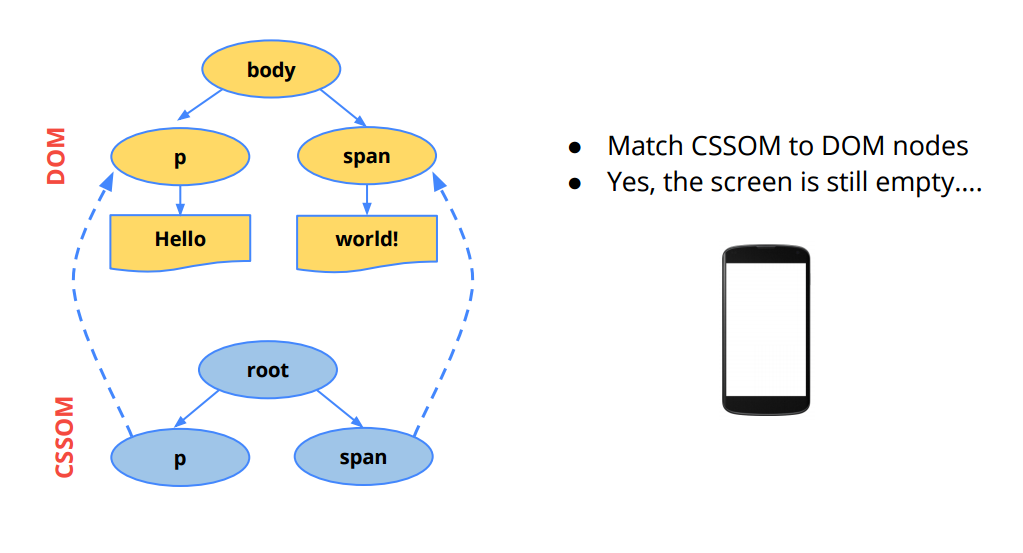 body
DOM
p
span
Hello
world!
root
CSSOM
p
span
● Match CSSOM to DOM nodes
● Yes, the screen is still empty....